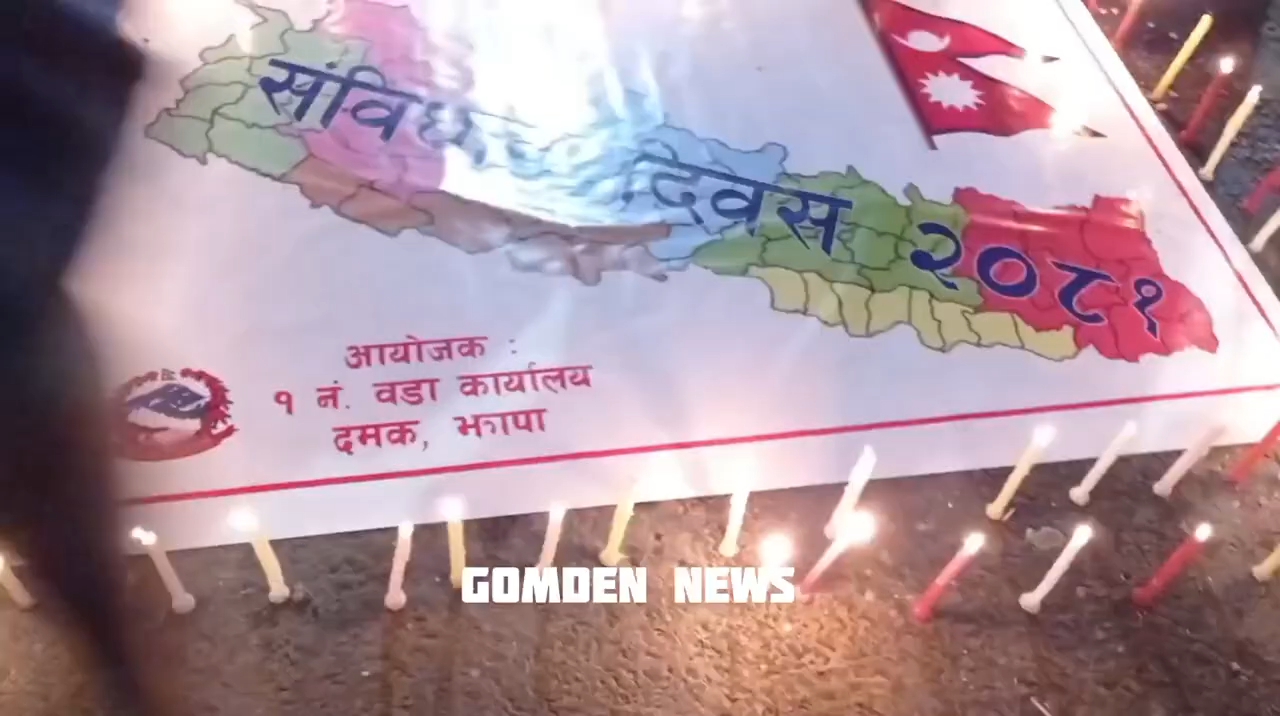 संविधान दिवस २०८१
आयोजक :
१ नं. वडा कार्यालय
दमक, झापा
GOMDEN NEWS